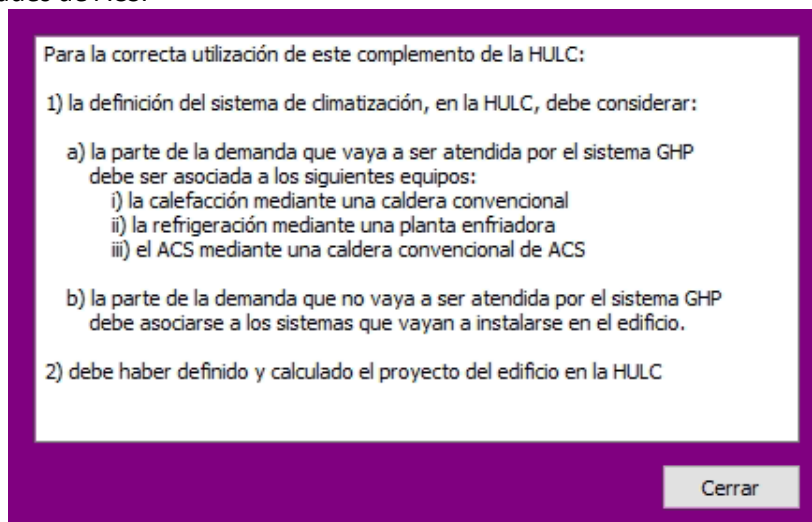 Para la correcta utilización de este complemento de la HULC:
1) la definición del sistema de climatización, en la HULC, debe considerar:
a) la parte de la demanda que vaya a ser atendida por el sistema GHP
debe ser asociada a los siguientes equipos:
i) la calefacción mediante una caldera convencional
ii) la refrigeración mediante una planta enfriadora
iii) el ACS mediante una caldera convencional de ACS
b) la parte de la demanda que no vaya a ser atendida por el sistema GHP
debe asociarse a los sistemas que vayan a instalarse en el edificio.
2) debe haber definido y calculado el proyecto del edificio en la HULC
Cerrar